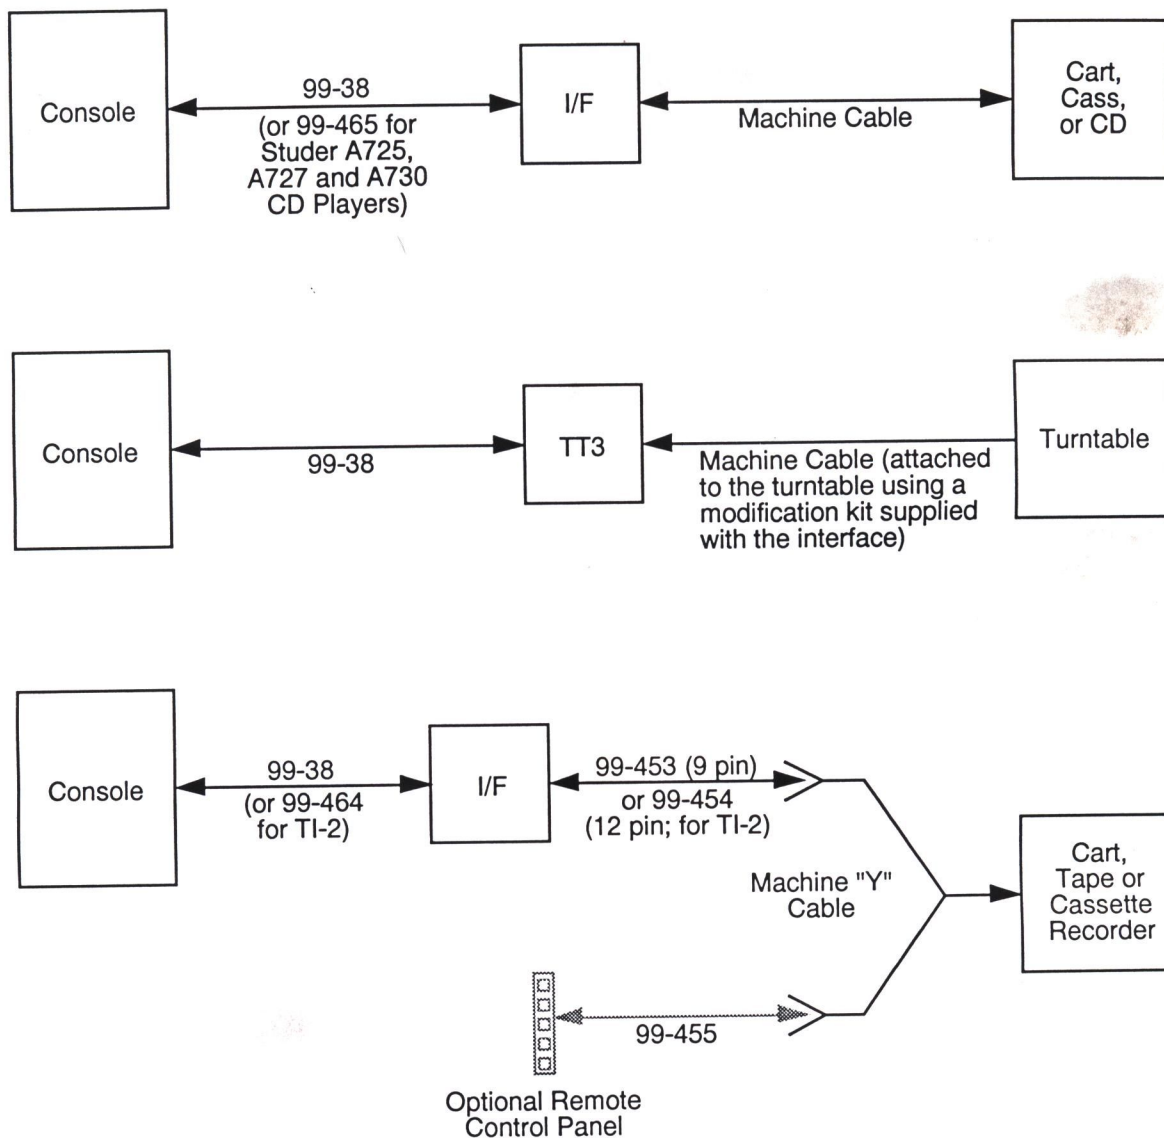 Console
99-38
(or 99-465 for
Studer A725,
A727 and A730
CD Players)
I/F
Machine Cable
Cart,
Cass,
or CD
Console
99-38
TT3
Machine Cable (attached
to the turntable using a
modification kit supplied
with the interface)
Turntable
Console
99-38
(or 99-464
for TI-2)
I/F
99-453 (9 pin)
or 99-454
(12 pin; for TI-2)
Machine "Y"
Cable
Cart,
Tape or
Cassette
Recorder
99-455
Optional Remote
Control Panel